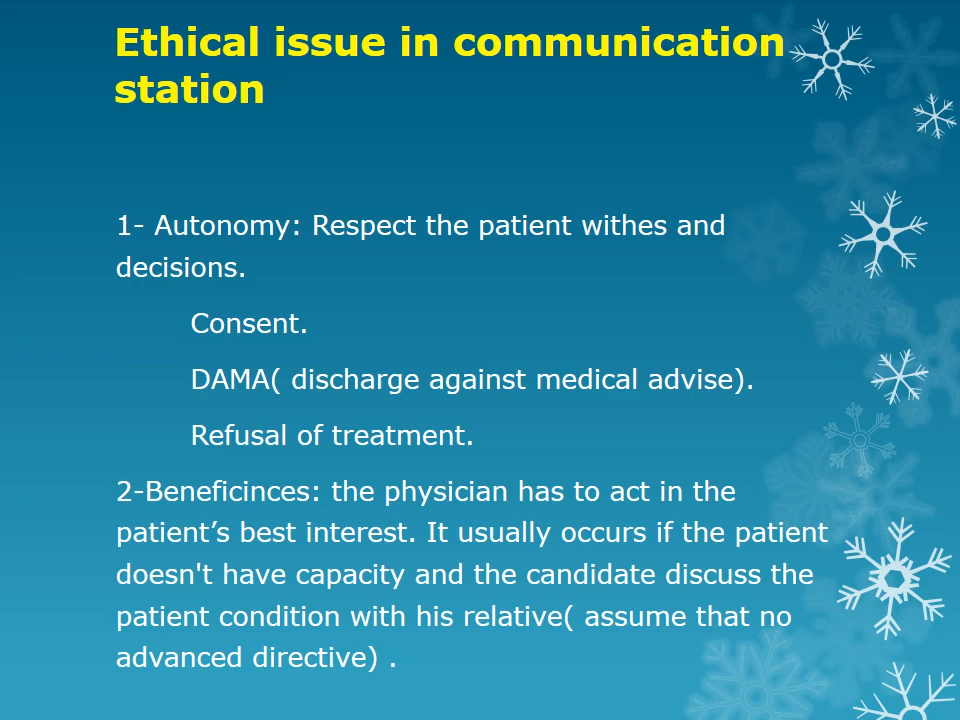 Ethical issue in communication
station
1- Autonomy: Respect the patient withes and
decisions.
Consent.
DAMA( discharge against medical advise).
Refusal of treatment.
2-Beneficinces: the physician has to act in the
patient’s best interest. It usually occurs if the patient
doesn't have capacity and the candidate discuss the
patient condition with his relative( assume that no
advanced directive) .